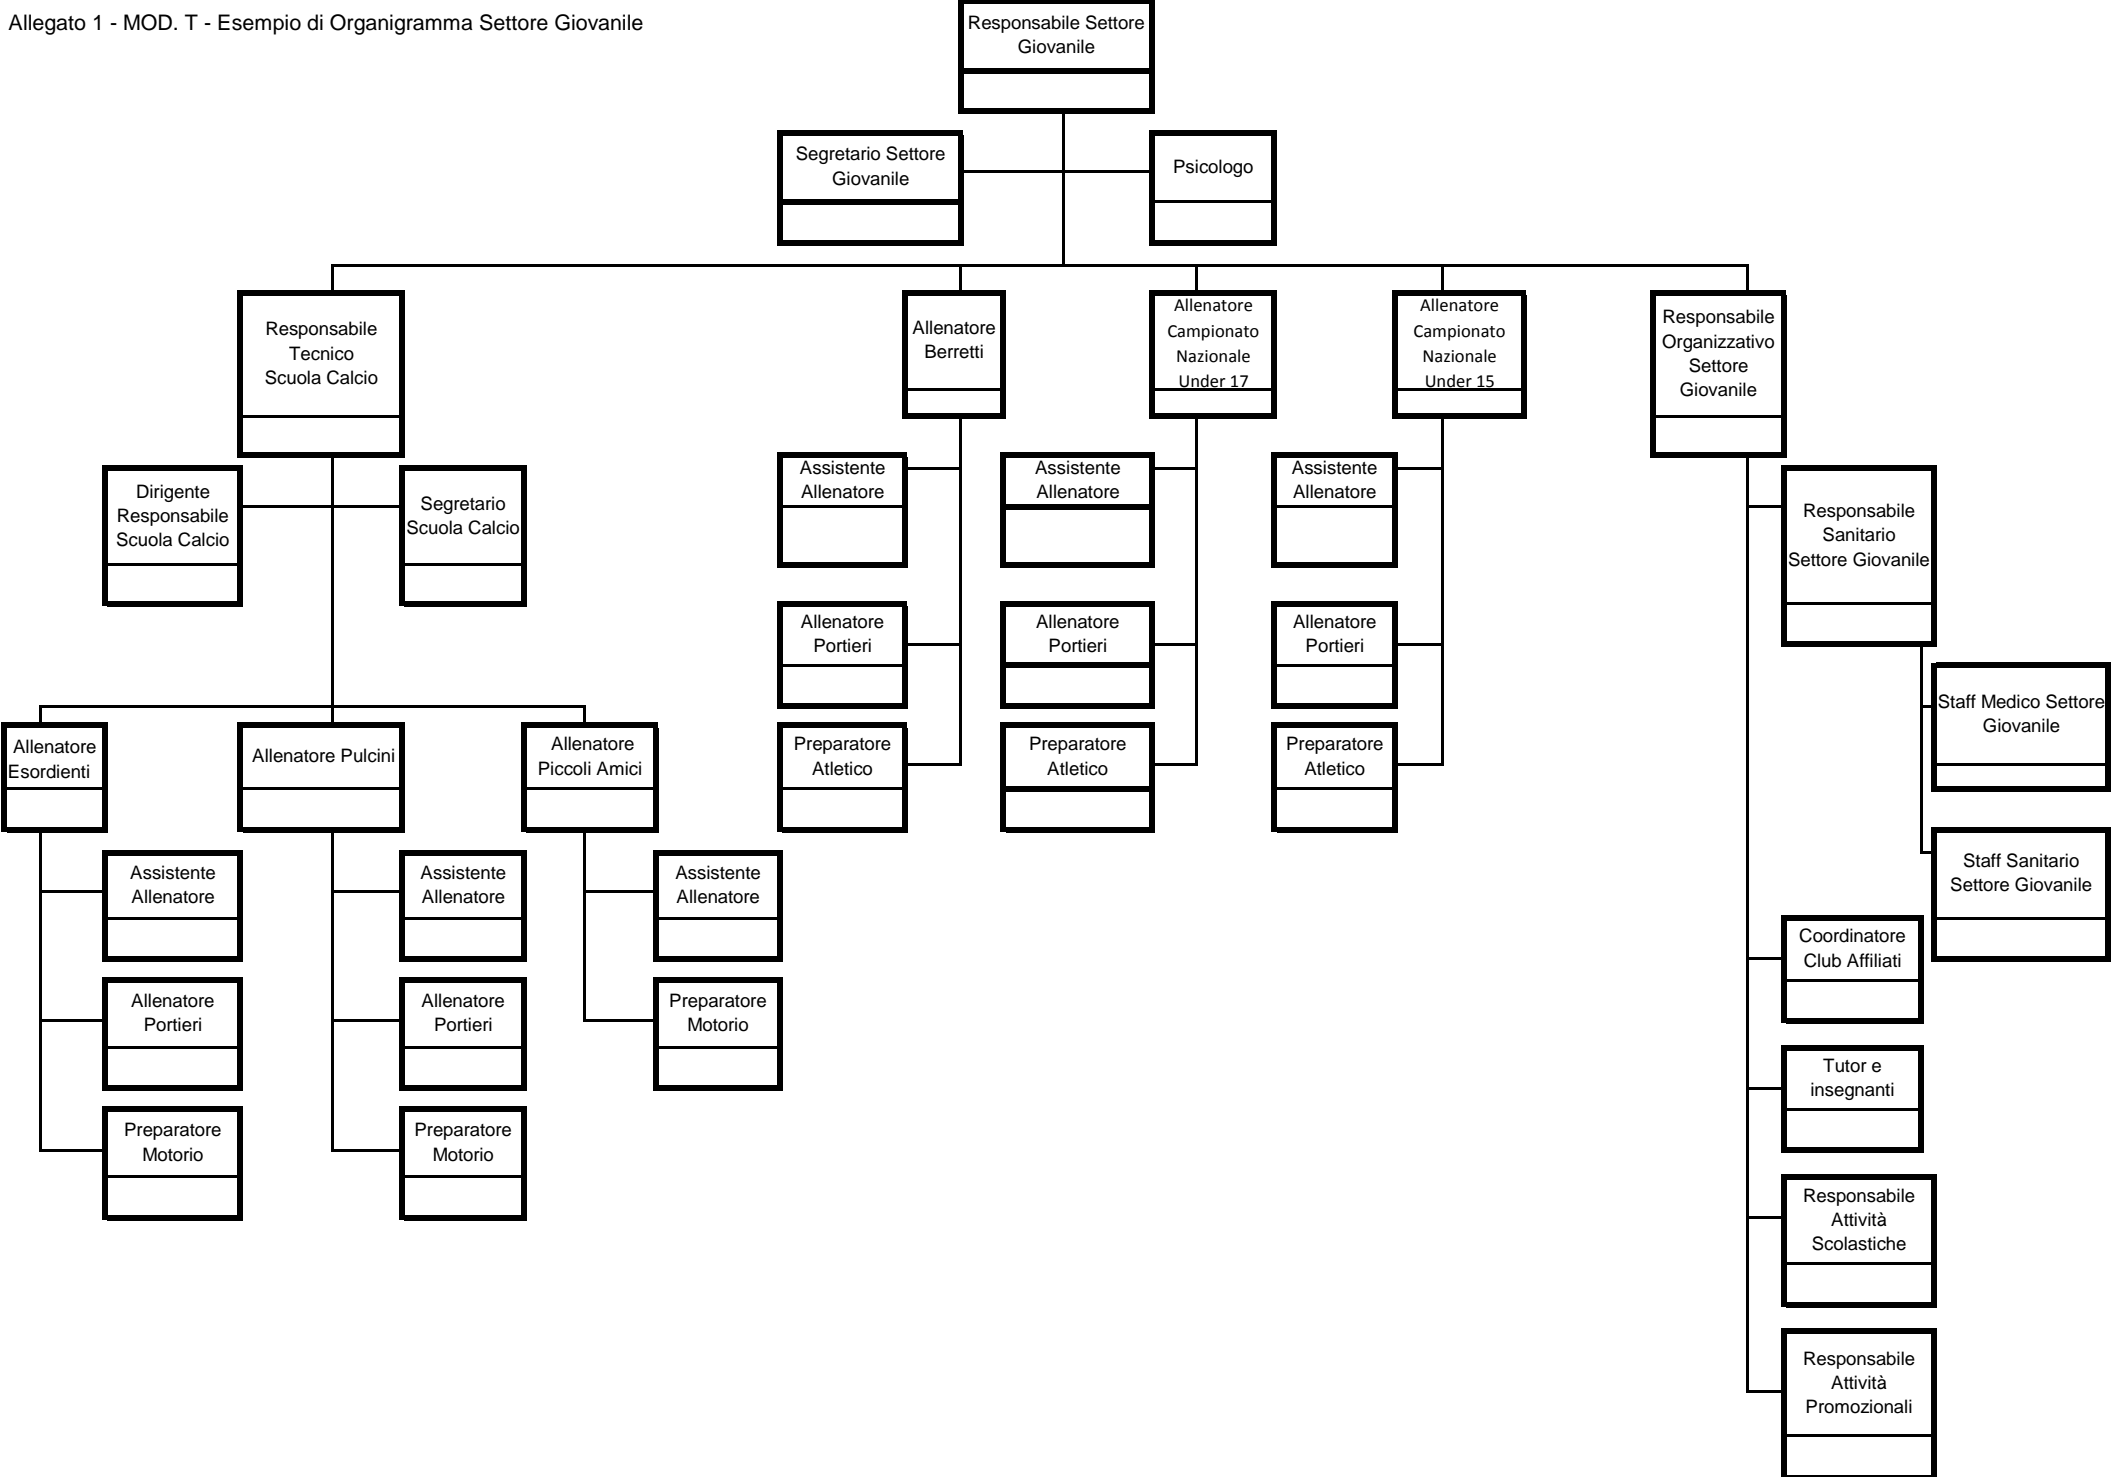 Allegato 1 - MOD. T - Esempio di Organigramma Settore Giovanile
Responsabile Settore
Giovanile
Segretario Settore
Giovanile
Psicologo
Responsabile
Tecnico
Scuola Calcio
Allenatore
Berretti
Allenatore
Campionato
Nazionale
Under 17
Allenatore
Campionato
Nazionale
Under 15
Responsabile
Organizzativo
Settore
Giovanile
Dirigente
Responsabile
Scuola Calcio
Segretario
Scuola Calcio
Assistente
Allenatore
Assistente
Allenatore
Assistente
Allenatore
Responsabile
Sanitario
Settore Giovanile
Allenatore
Portieri
Allenatore
Portieri
Allenatore
Portieri
Staff Medico Settore
Giovanile
Allenatore
Esordienti
Allenatore Pulcini
Allenatore
Piccoli Amici
Preparatore
Atletico
Preparatore
Atletico
Preparatore
Atletico
Staff Sanitario
Settore Giovanile
Assistente
Allenatore
Assistente
Allenatore
Assistente
Allenatore
Coordinatore
Club Affiliati
Allenatore
Portieri
Allenatore
Portieri
Preparatore
Motorio
Tutor e
insegnanti
Preparatore
Motorio
Preparatore
Motorio
Responsabile
Attività
Scolastiche
Responsabile
Attività
Promozionali